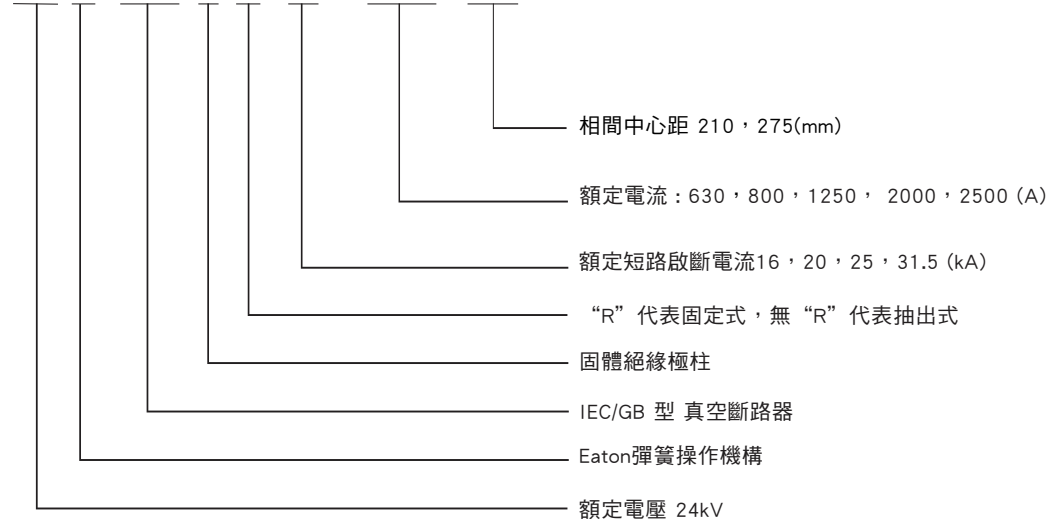 相間中心距 210，275(mm)
額定電流 : 630，800，1250， 2000，2500 (A)
額定短路啟斷電流16，20，25，31.5 (kA)
“R”代表固定式，無“R”代表抽出式
固體絕緣極柱
IEC/GB 型 真空斷路器
Eaton彈簧操作機構
額定電壓 24kV